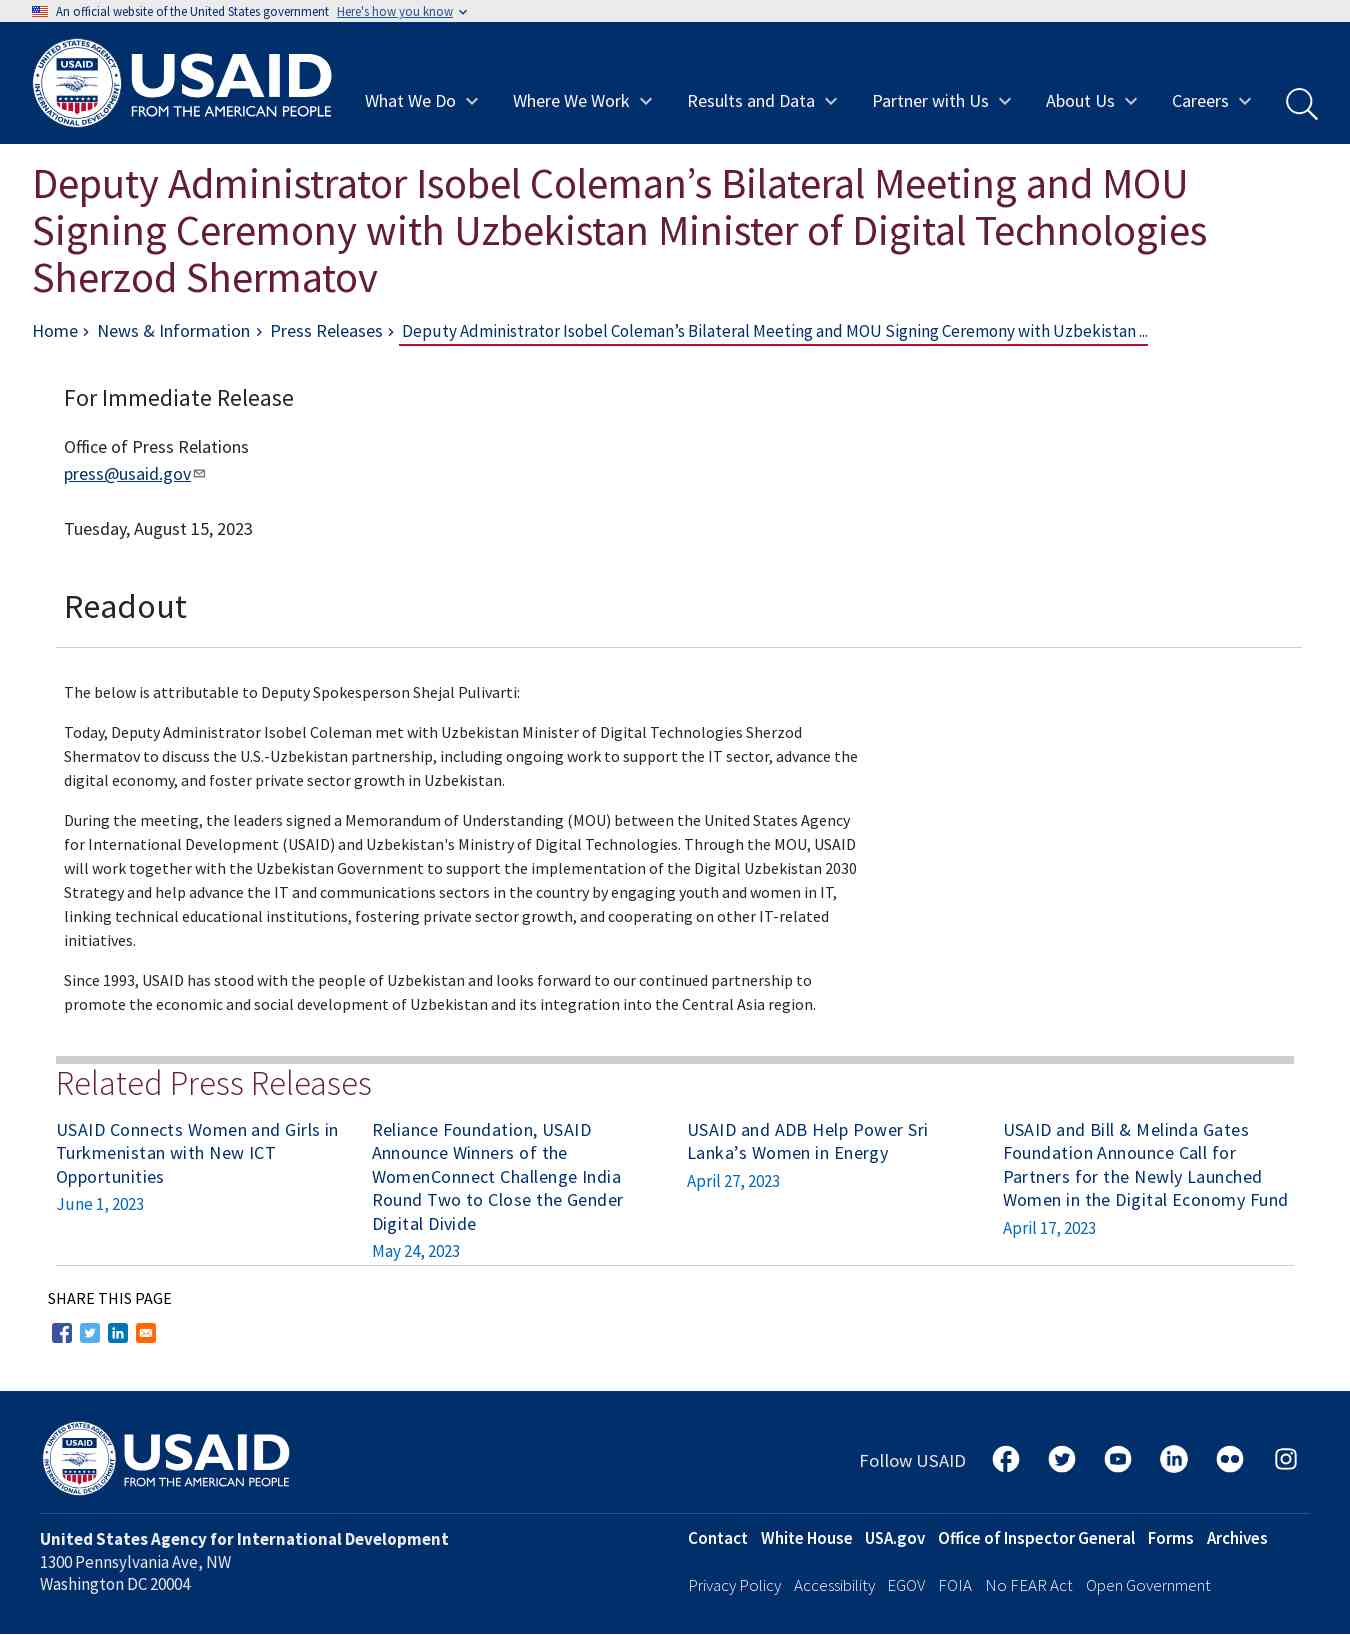 An official website of the United States government Here's how you know
UNITED STATES AGENCY
INTERNATIONAL DEVELOPMENT
USAID
USAID
FROM THE AMERICAN PEOPLE
What We Do
Where We Work
Results and Data
Partner with Us
About Us
Careers
Deputy Administrator Isobel Coleman’s Bilateral Meeting and MOU
Signing Ceremony with Uzbekistan Minister of Digital Technologies
Sherzod Shermatov
Home › News & Information › Press Releases › Deputy Administrator Isobel Coleman’s Bilateral Meeting and MOU Signing Ceremony with Uzbekistan ...
For Immediate Release
Office of Press Relations
press@usaid.gov
Tuesday, August 15, 2023
Readout
The below is attributable to Deputy Spokesperson Shejal Pulivarti:
Today, Deputy Administrator Isobel Coleman met with Uzbekistan Minister of Digital Technologies Sherzod
Shermatov to discuss the U.S.-Uzbekistan partnership, including ongoing work to support the IT sector, advance the
digital economy, and foster private sector growth in Uzbekistan.
During the meeting, the leaders signed a Memorandum of Understanding (MOU) between the United States Agency
for International Development (USAID) and Uzbekistan's Ministry of Digital Technologies. Through the MOU, USAID
will work together with the Uzbekistan Government to support the implementation of the Digital Uzbekistan 2030
Strategy and help advance the IT and communications sectors in the country by engaging youth and women in IT,
linking technical educational institutions, fostering private sector growth, and cooperating on other IT-related
initiatives.
Since 1993, USAID has stood with the people of Uzbekistan and looks forward to our continued partnership to
promote the economic and social development of Uzbekistan and its integration into the Central Asia region.
Related Press Releases
USAID Connects Women and Girls in
Turkmenistan with New ICT
Opportunities
June 1, 2023
Reliance Foundation, USAID
Announce Winners of the
WomenConnect Challenge India
Round Two to Close the Gender
Digital Divide
May 24, 2023
USAID and ADB Help Power Sri
Lanka’s Women in Energy
April 27, 2023
USAID and Bill & Melinda Gates
Foundation Announce Call for
Partners for the Newly Launched
Women in the Digital Economy Fund
April 17, 2023
SHARE THIS PAGE
UNITED STATES AGENCY
INTERNATIONAL DEVELOPMENT
USAID
USAID
FROM THE AMERICAN PEOPLE
Follow USAID
United States Agency for International Development
1300 Pennsylvania Ave, NW
Washington DC 20004
Contact White House USA.gov Office of Inspector General Forms Archives
Privacy Policy Accessibility EGOV FOIA No FEAR Act Open Government